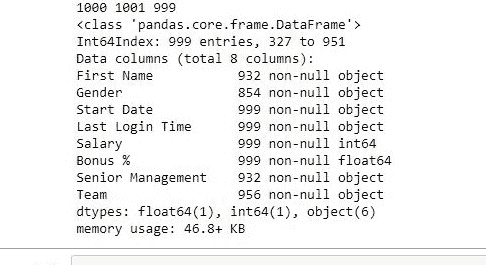 1000 1001 999
<class 'pandas.core.frame.DataFrame'>
Int64Index: 999 entries, 327 to 951
Data columns (total 8 columns):
First Name           932 non-null object
Gender               854 non-null object
Start Date           999 non-null object
Last Login Time      999 non-null object
Salary               999 non-null int64
Bonus %              999 non-null float64
Senior Management    932 non-null object
Team                 956 non-null object
dtypes: float64(1), int64(1), object(6)
memory usage: 46.8+ KB